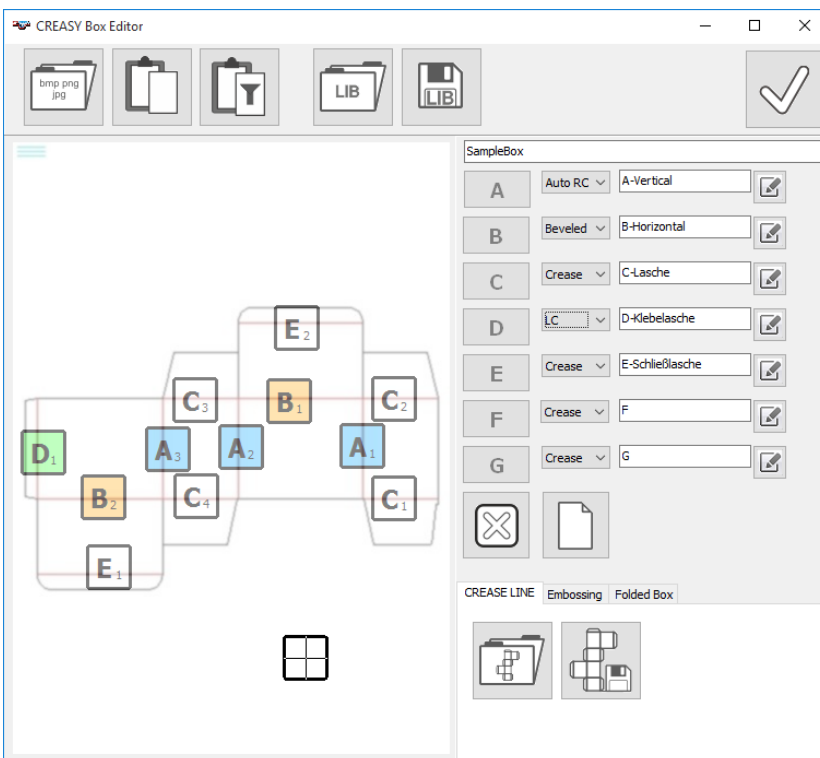 CREASY Box Editor
bmp png
jpg
LIB
LIB
SampleBox
A Auto RC A-Vertical
B Beveled B-Horizontal
C Crease C-Lasche
D LC D-Klebelasche
E Crease E-Schließlasche
F Crease F
G Crease G
E2
C3 B1 C2
D1 A3 A2 A1
B2 C4 C1
E1
CREASE LINE Embossing Folded Box